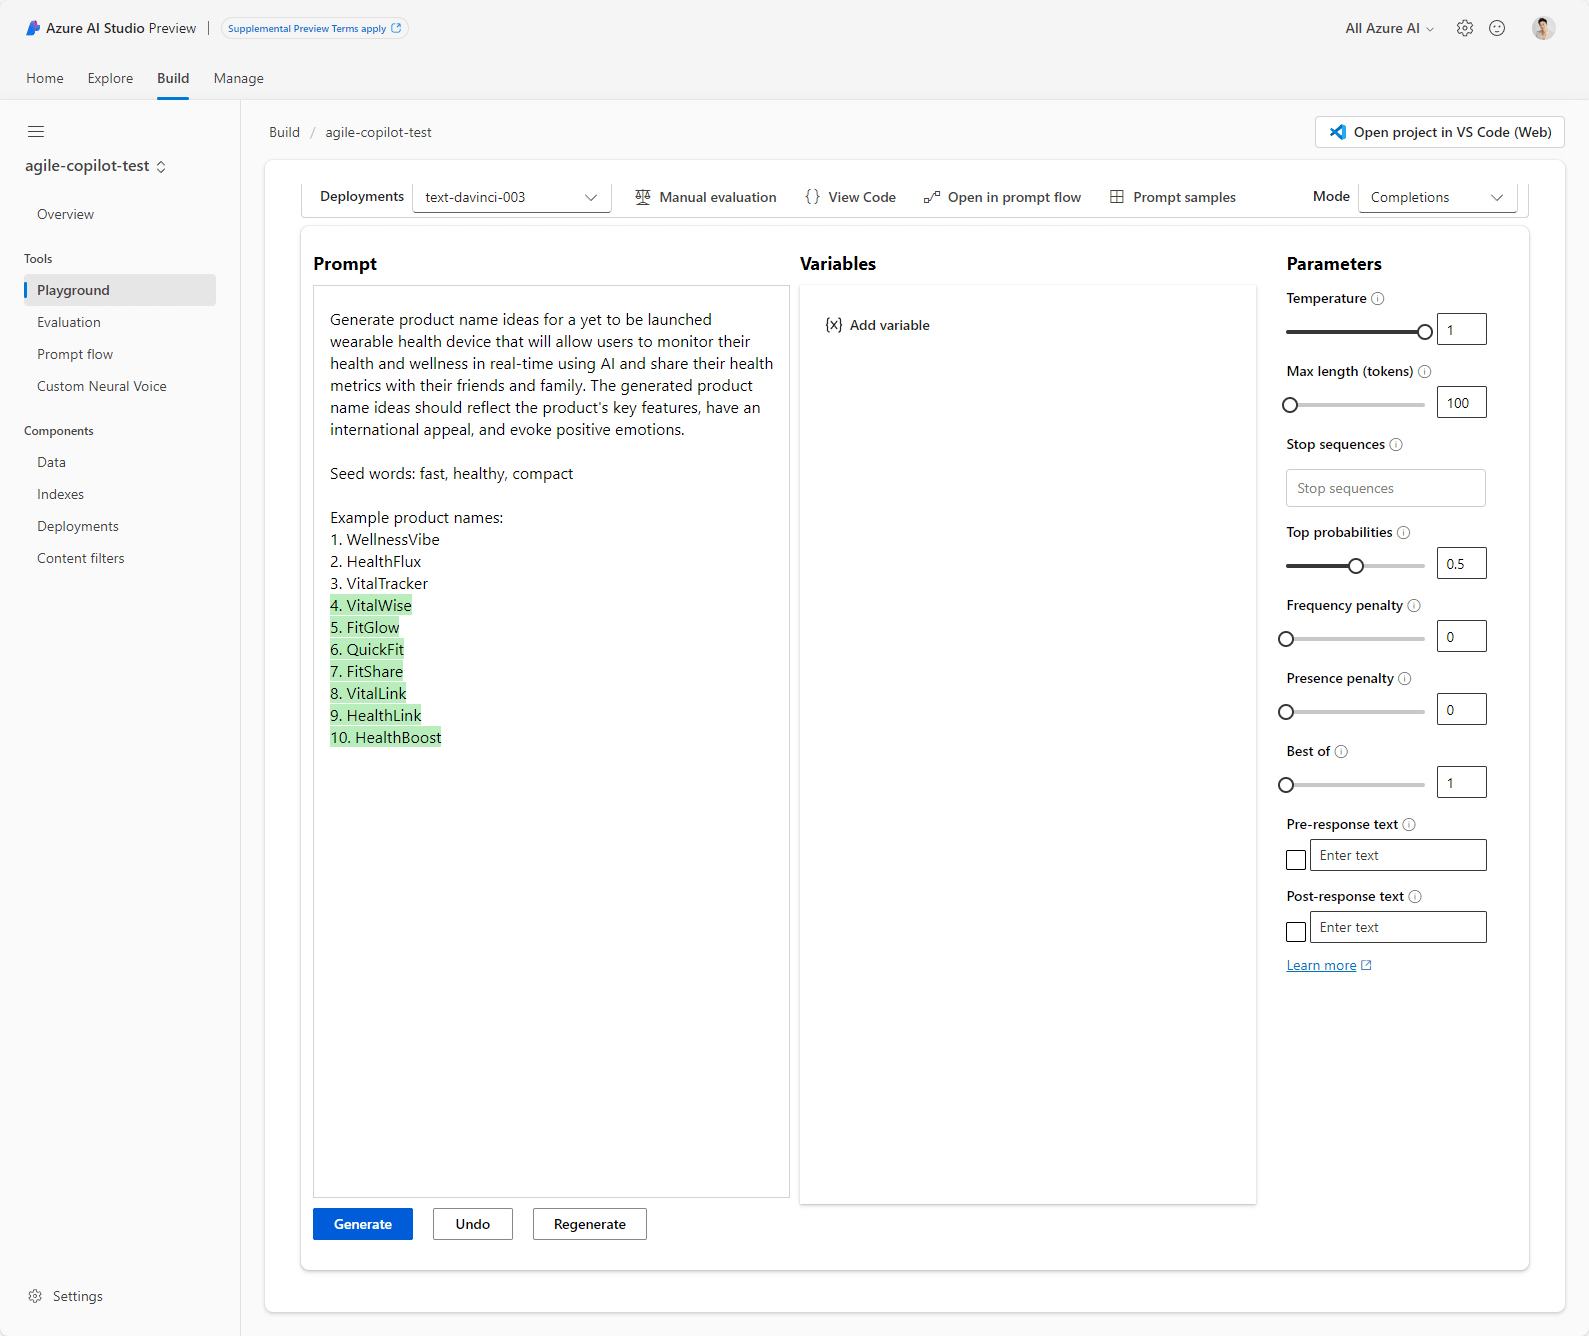 Azure AI Studio Preview
Supplemental Preview Terms apply
All Azure AI
Home
Explore
Build
Manage
agile-copilot-test
Overview
Tools
Playground
Evaluation
Prompt flow
Custom Neural Voice
Components
Data
Indexes
Deployments
Content filters
Settings
Build / agile-copilot-test
Open project in VS Code (Web)
Deployments
text-davinci-003
Manual evaluation
{} View Code
Open in prompt flow
Prompt samples
Mode
Completions
Prompt
Generate product name ideas for a yet to be launched
wearable health device that will allow users to monitor their
health and wellness in real-time using AI and share their health
metrics with their friends and family. The generated product
name ideas should reflect the product's key features, have an
international appeal, and evoke positive emotions.
Seed words: fast, healthy, compact
Example product names:
1. WellnessVibe
2. HealthFlux
3. VitalTracker
4. VitalWise
5. FitGlow
6. QuickFit
7. FitShare
8. VitalLink
9. HealthLink
10. HealthBoost
Generate
Undo
Regenerate
Variables
{x} Add variable
Parameters
Temperature
1
Max length (tokens)
100
Stop sequences
Stop sequences
Top probabilities
0.5
Frequency penalty
0
Presence penalty
0
Best of
1
Pre-response text
Enter text
Post-response text
Enter text
Learn more